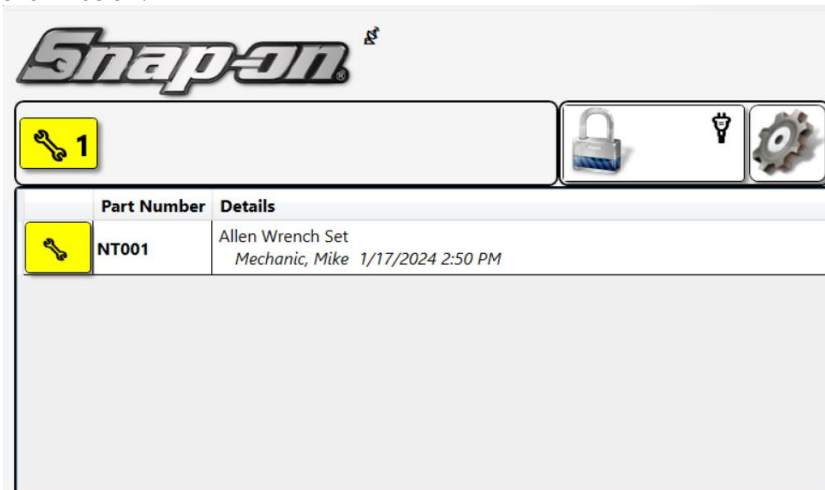 Snap-on®
1
Part Number Details
NT001
Allen Wrench Set
Mechanic, Mike 1/17/2024 2:50 PM